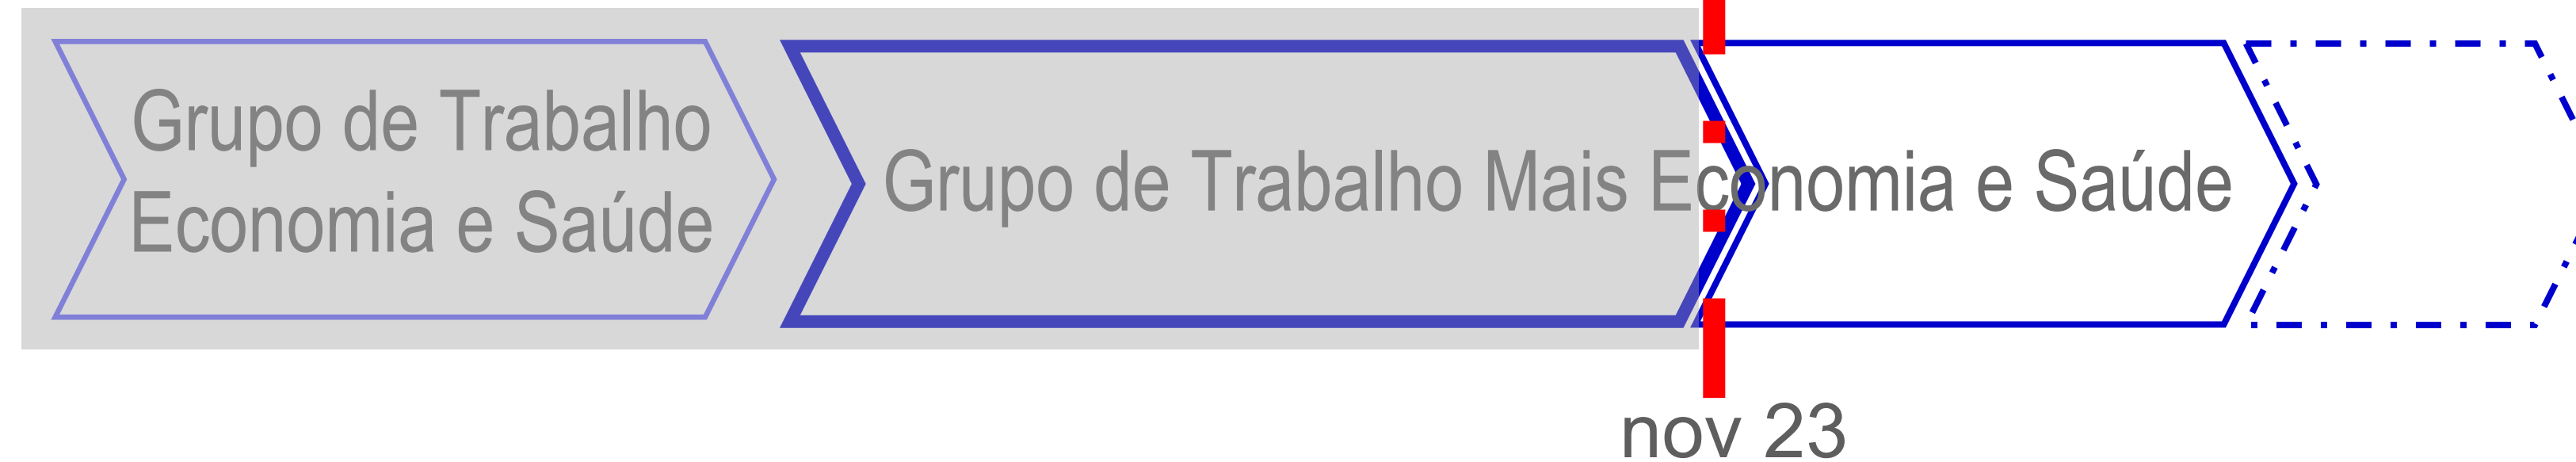 Grupo de Trabalho
Economia e Saúde
Grupo de Trabalho Mais Economia e Saúde
nov 23